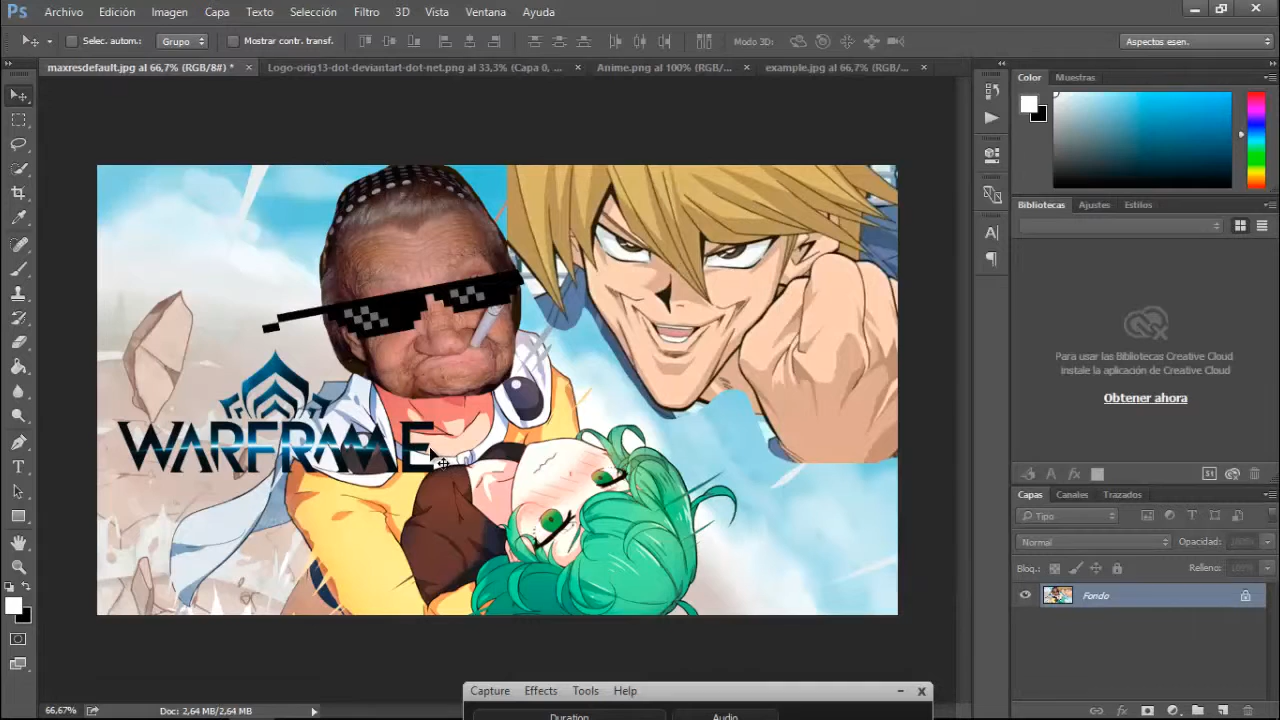 Ps Archivo Edición Imagen Capa Texto Selección Filtro 3D Vista Ventana Ayuda
Selec. autom.: Grupo Mostrar contr. transf. Modo 3D: Aspectos esen.
maxresdefault.jpg al 66,7% (RGB/8#) * × Logo-orig13-dot-deviantart-dot-net.png al 33,3% (Capa 0, ... × Anime.png al 100% (RGB/... × example.jpg al 66,7% (RGB/... ×
Color Muestras
Bibliotecas Ajustes Estilos
Para usar las Bibliotecas Creative Cloud
instale la aplicación de Creative Cloud
Obtener ahora
WARFRAME
Capas Canales Trazados
Tipo
Normal Opacidad: 100%
Bloq.: Relleno: 100%
Fondo
Capture Effects Tools Help
66,67% Doc: 2,64 MB/2,64 MB
Duration Audio